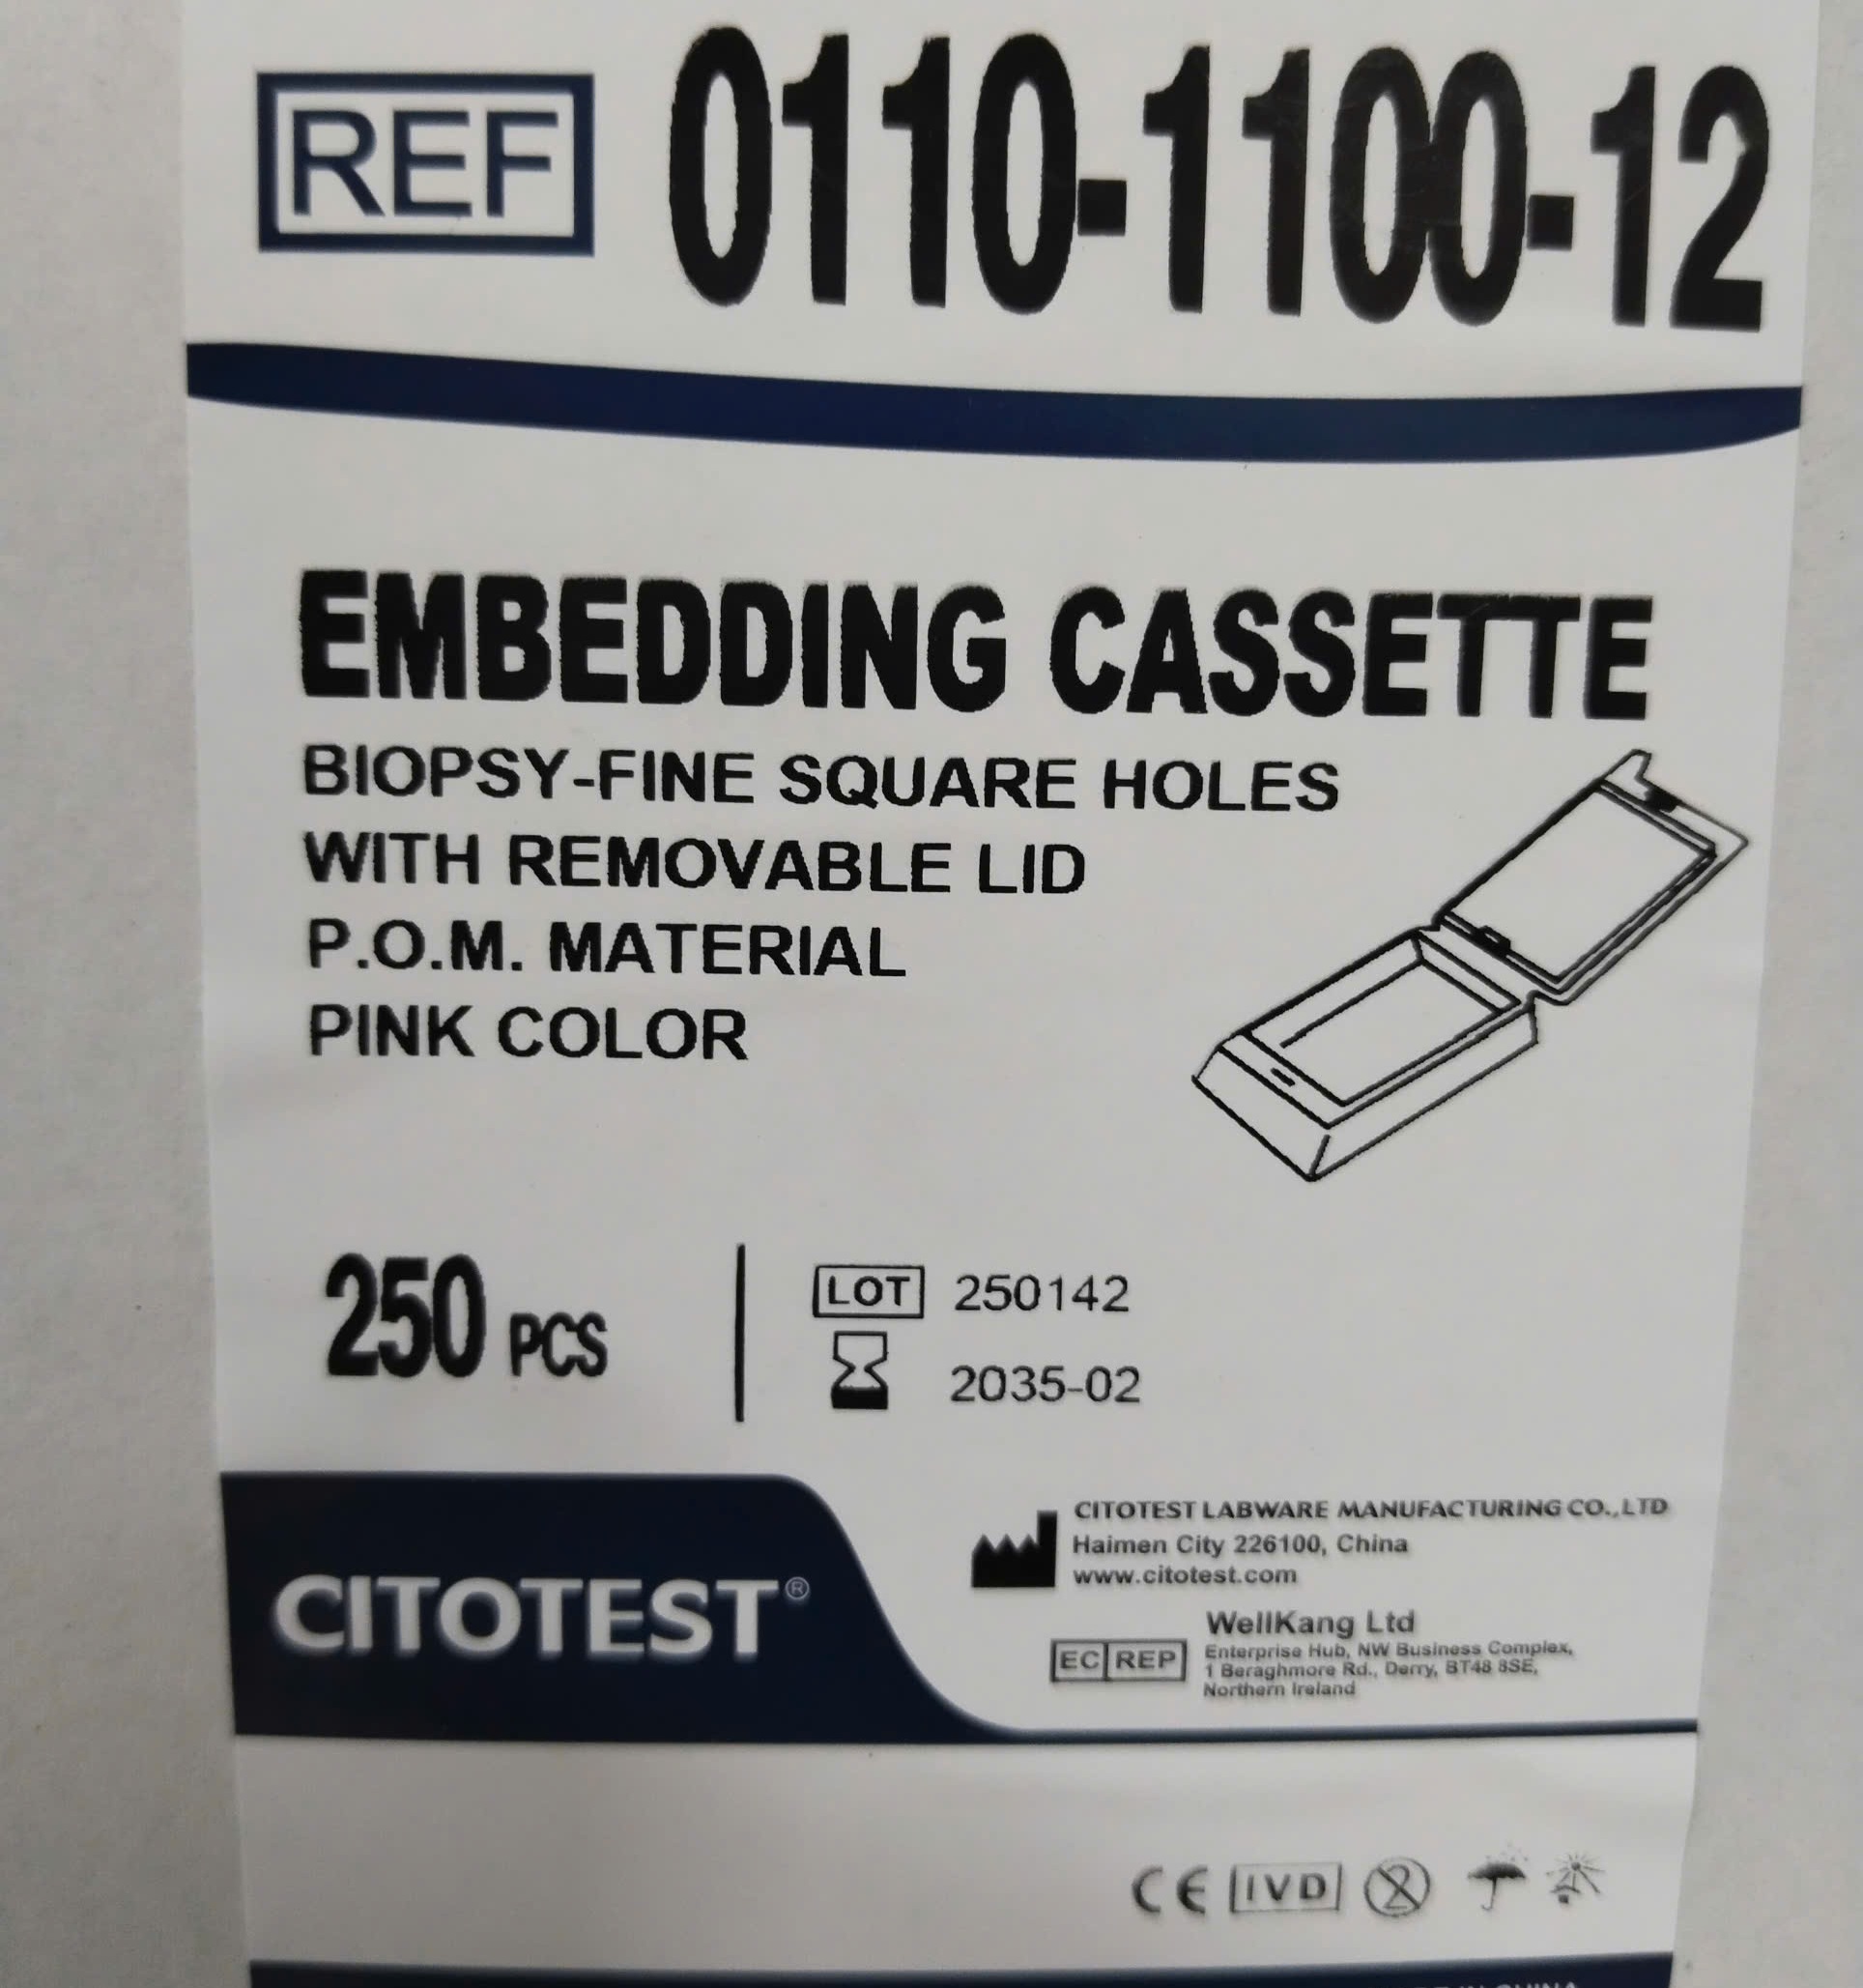 REF 0110-1100-12
EMBEDDING CASSETTE
BIOPSY-FINE SQUARE HOLES
WITH REMOVABLE LID
P.O.M. MATERIAL
PINK COLOR
250 PCS
LOT 250142
2035-02
CITOTEST®
CITOTEST LABWARE MANUFACTURING CO.,LTD
Haimen City 226100, China
www.citotest.com
WellKang Ltd
EC REP
Enterprise Hub, NW Business Complex,
1 Beraghmore Rd., Derry, BT48 8SE,
Northern Ireland
CE IVD 2
CHINA